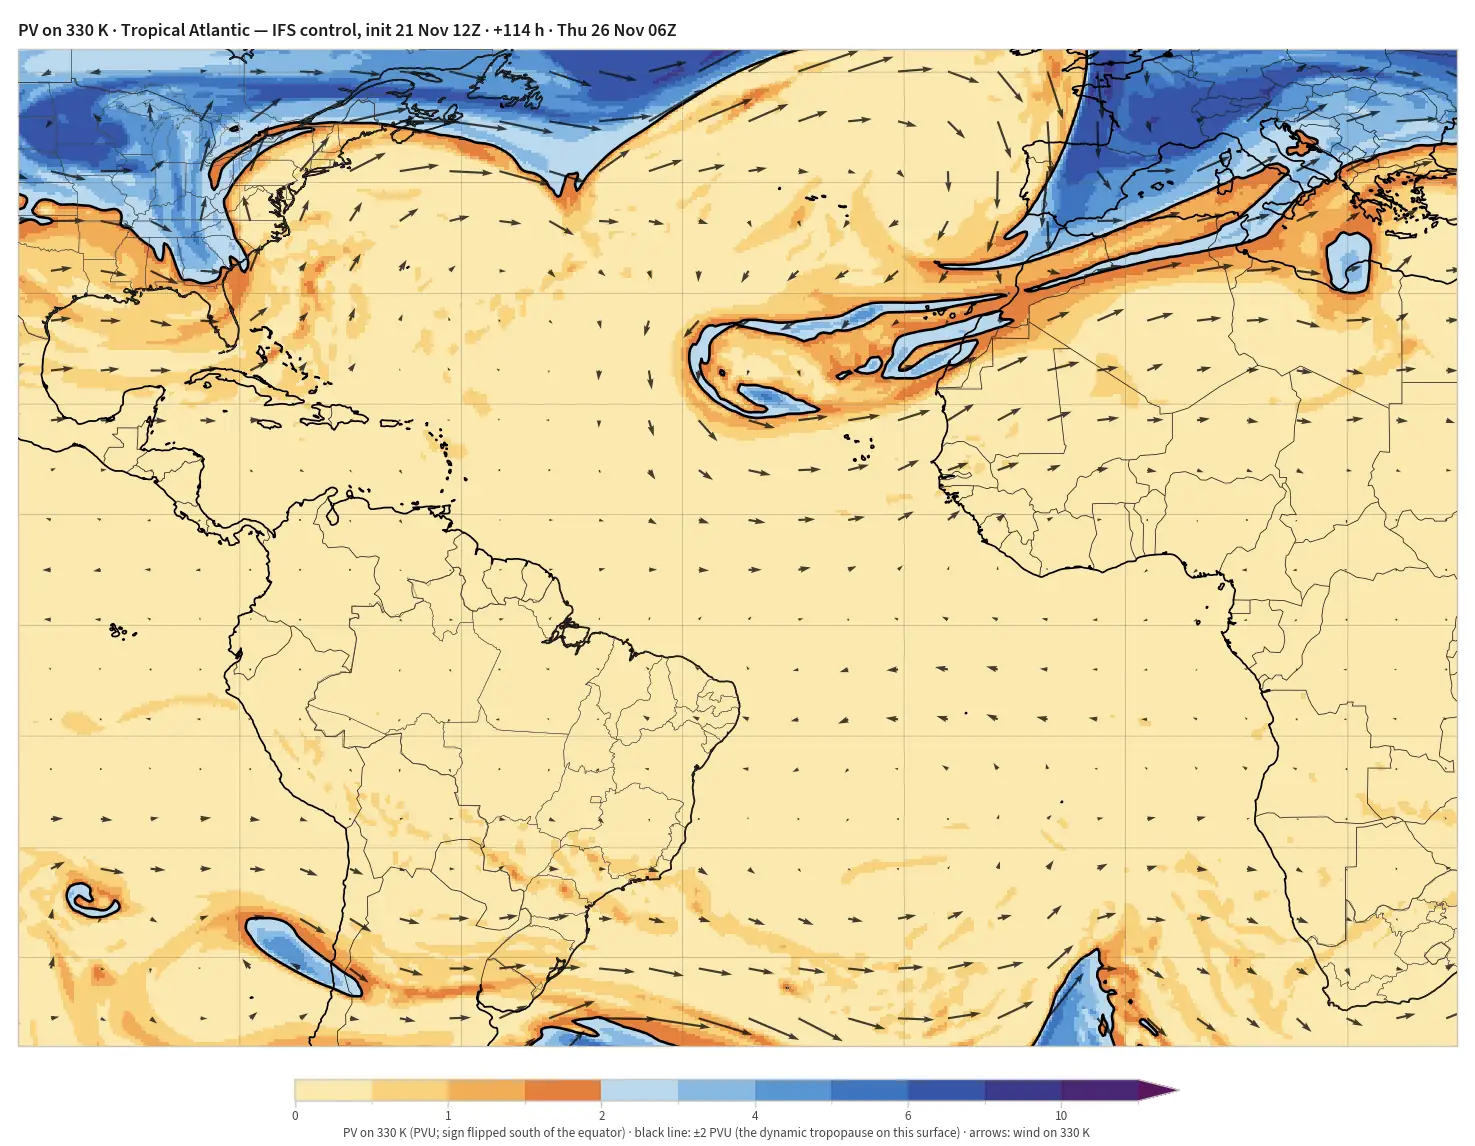 PV on 330 K · Tropical Atlantic — IFS control, init 21 Nov 12Z · +114 h · Thu 26 Nov 06Z
0 1 2 4 6 10
PV on 330 K (PVU; sign flipped south of the equator) · black line: ±2 PVU (the dynamic tropopause on this surface) · arrows: wind on 330 K